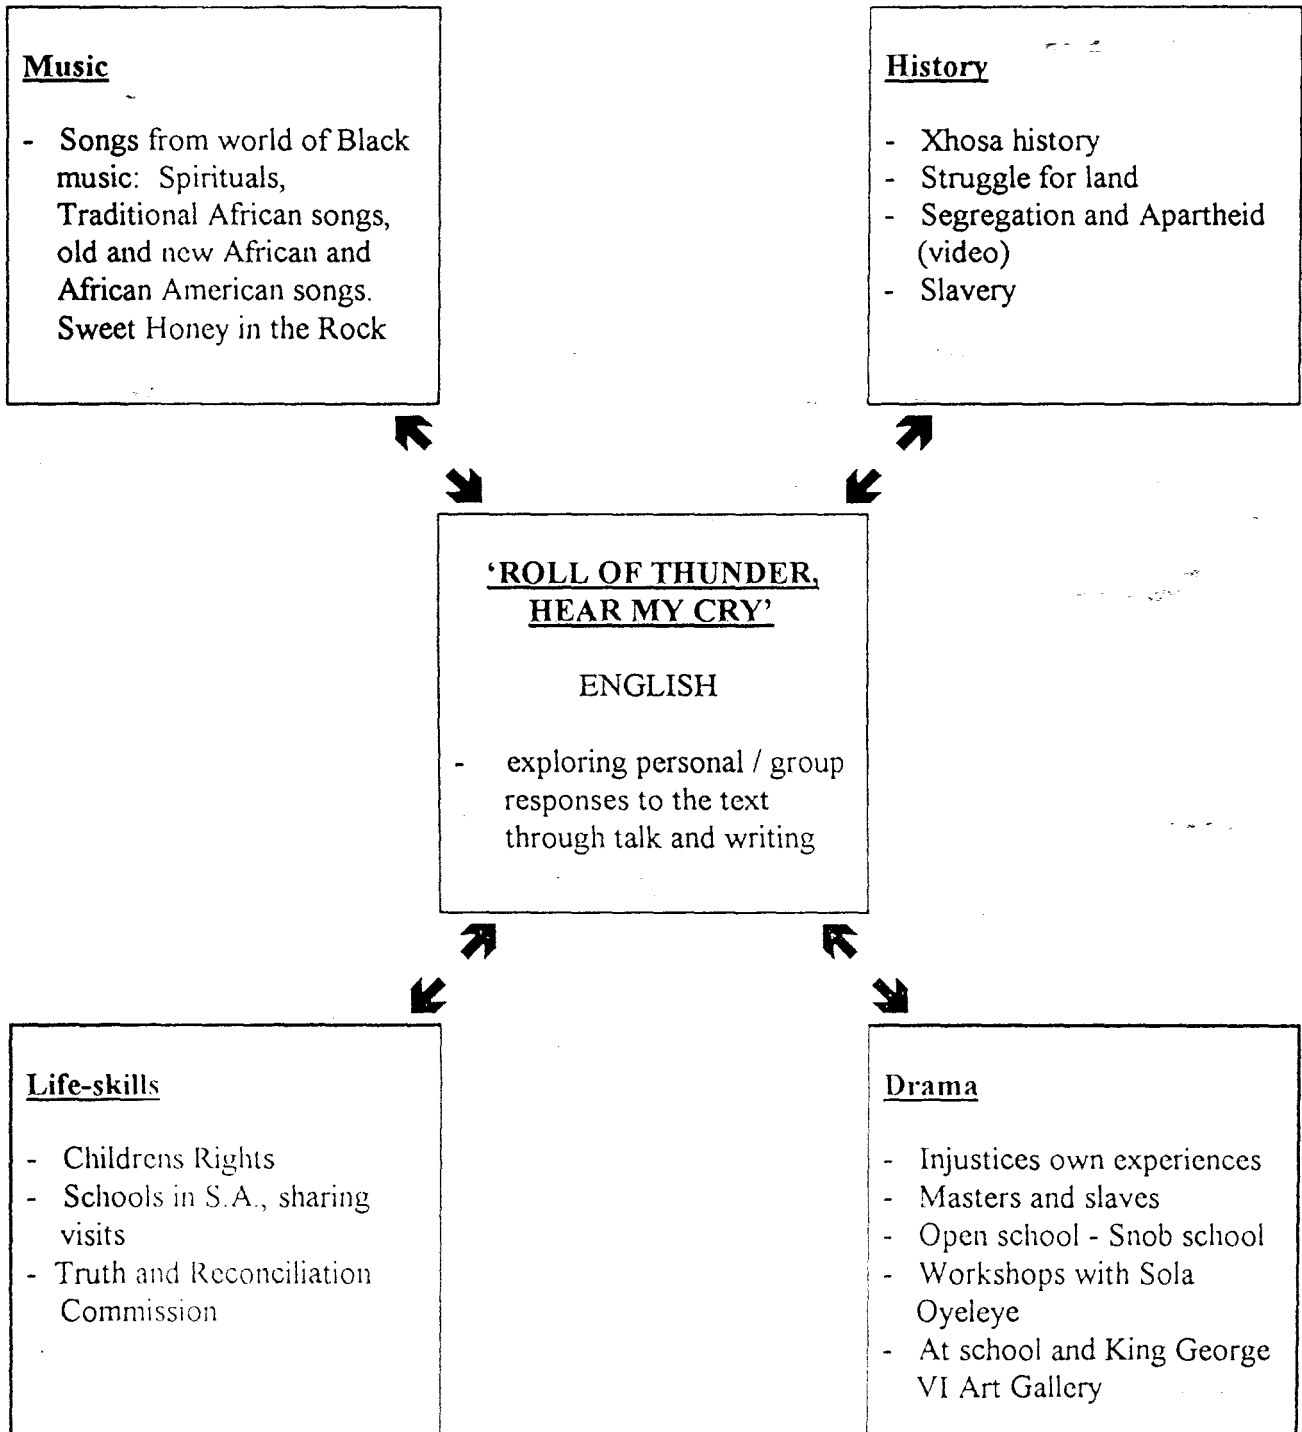 Music
- Songs from world of Black
music: Spirituals,
Traditional African songs,
old and new African and
African American songs.
Sweet Honey in the Rock
History
- Xhosa history
- Struggle for land
- Segregation and Apartheid
(video)
- Slavery
'ROLL OF THUNDER,
HEAR MY CRY'
ENGLISH
- exploring personal / group
responses to the text
through talk and writing
Life-skills
- Childrens Rights
- Schools in S.A., sharing
visits
- Truth and Reconciliation
Commission
Drama
- Injustices own experiences
- Masters and slaves
- Open school - Snob school
- Workshops with Sola
Oyeleye
- At school and King George
VI Art Gallery